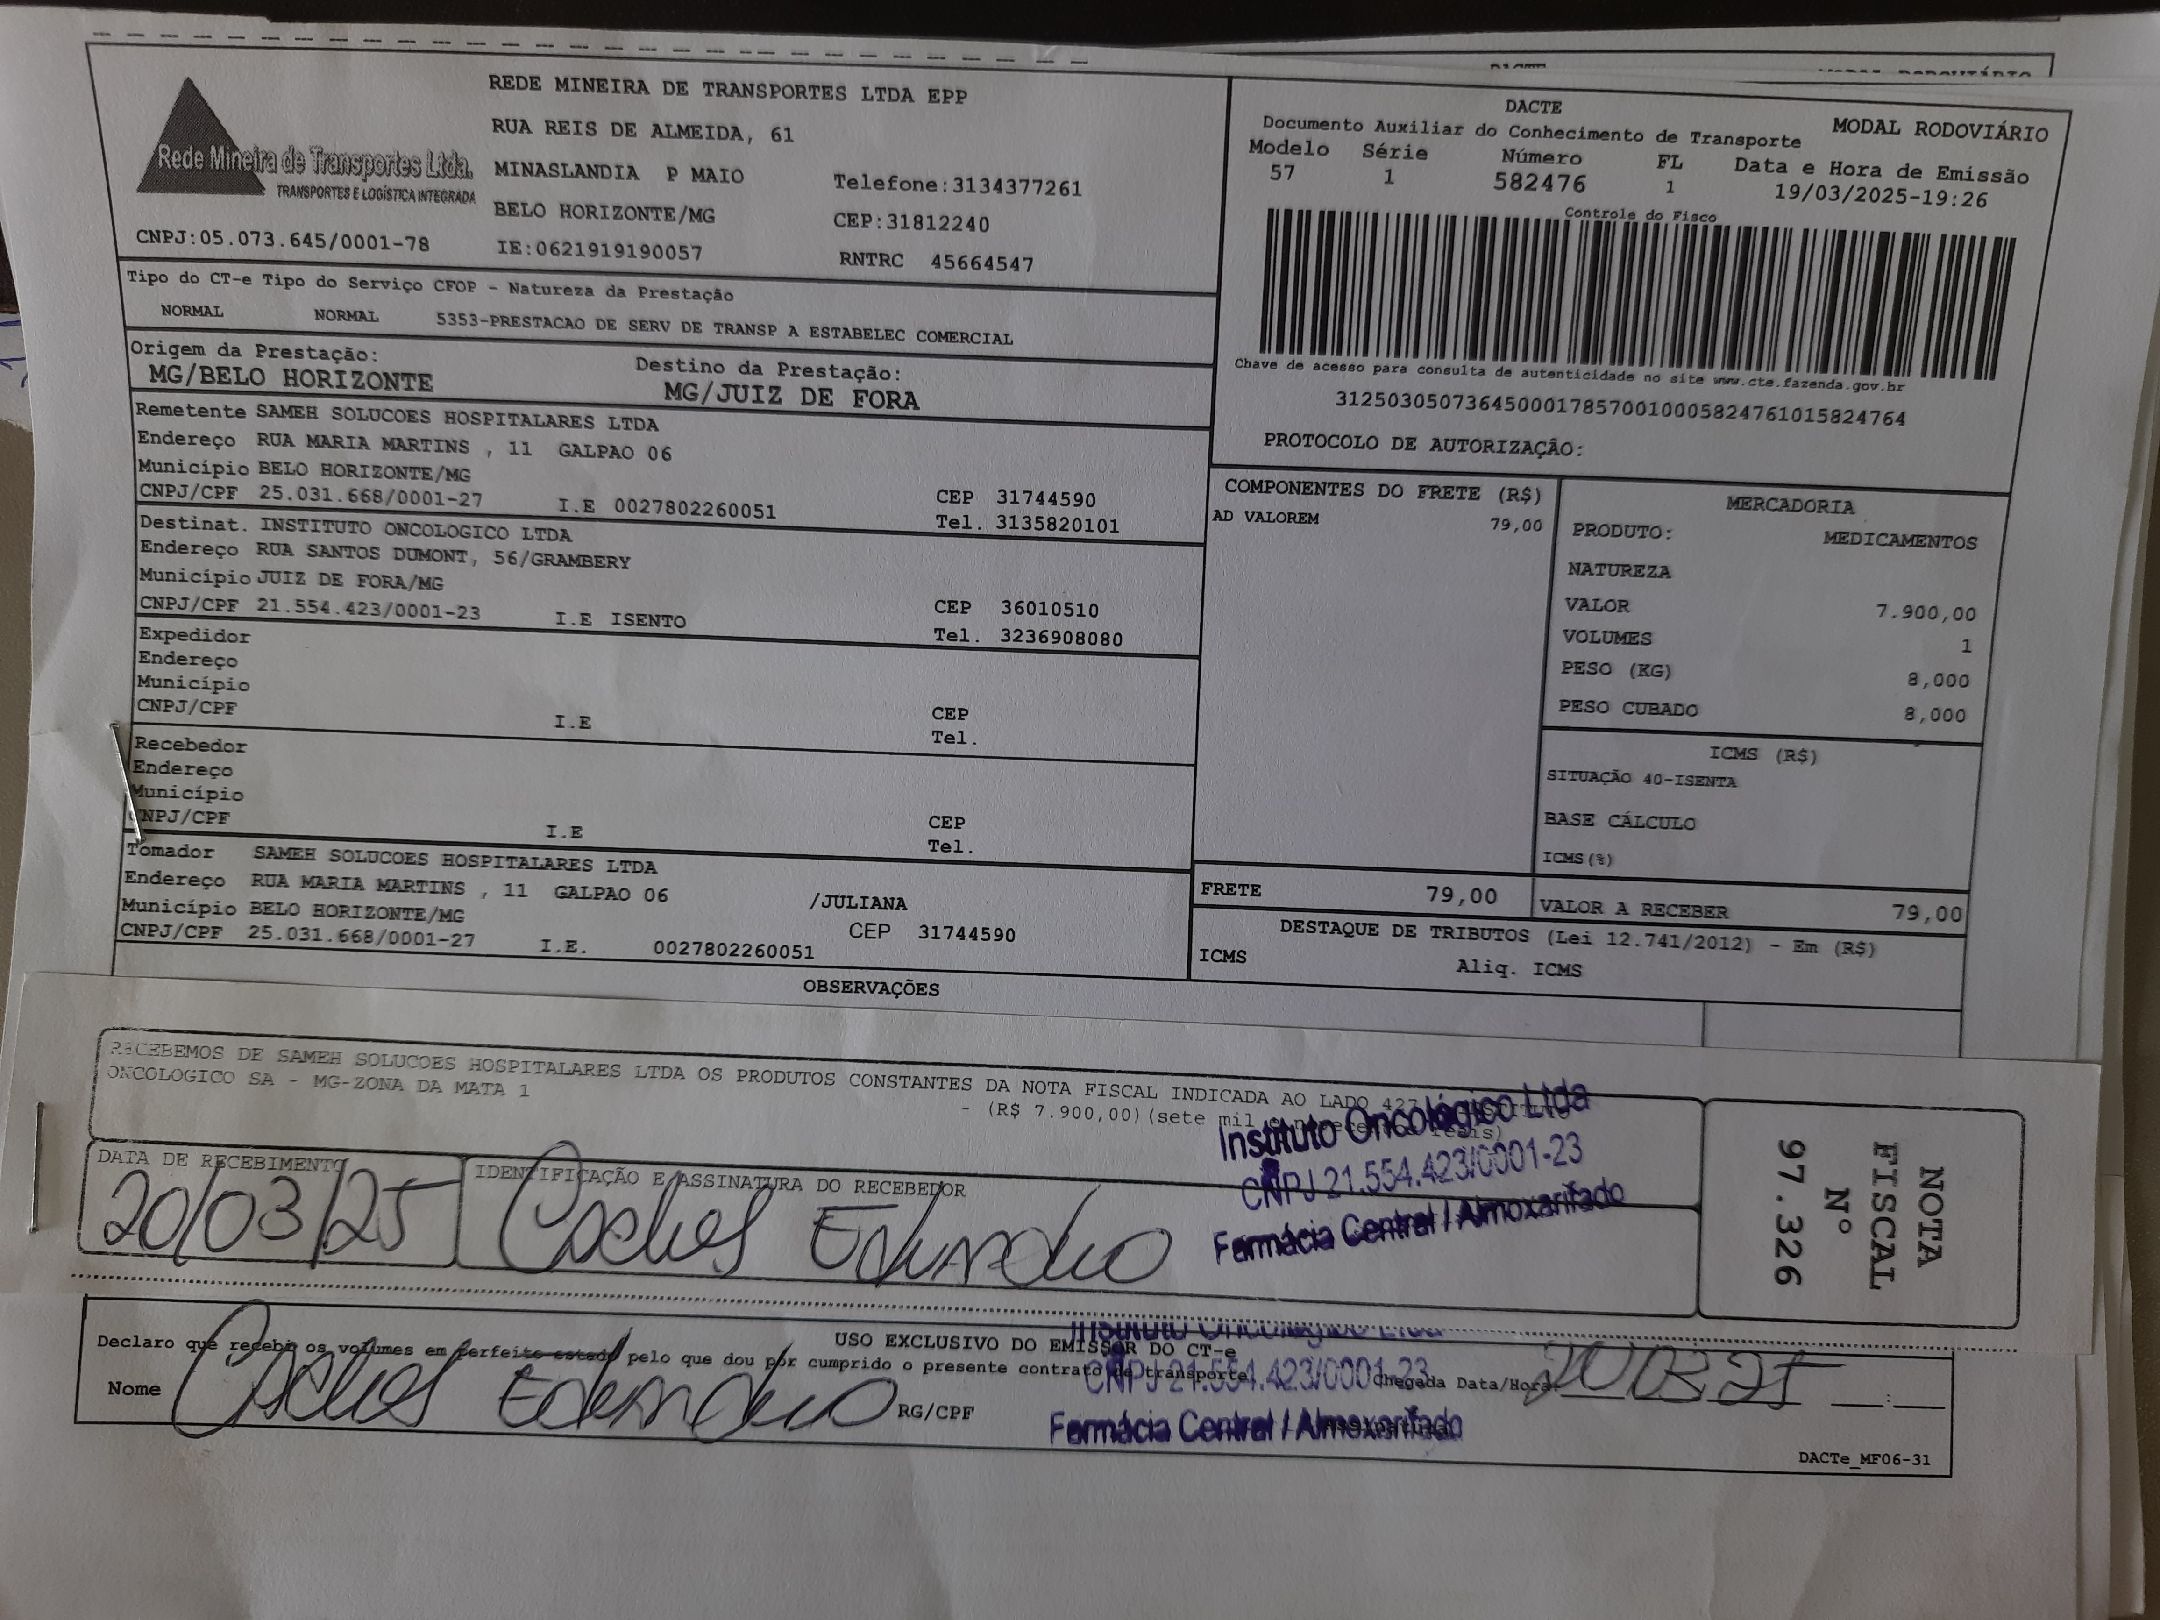 DACTE
MODAL RODOVIÁRIO
Rede Mineira de Transportes Ltda.
TRANSPORTES E LOGÍSTICA INTEGRADA
CNPJ:05.073.645/0001-78
REDE MINEIRA DE TRANSPORTES LTDA EPP
RUA REIS DE ALMEIDA, 61
MINASLANDIA P MAIO Telefone:3134377261
BELO HORIZONTE/MG CEP:31812240
IE:0621919190057 RNTRC 45664547
DACTE
Documento Auxiliar do Conhecimento de Transporte MODAL RODOVIÁRIO
Modelo Série Número FL Data e Hora de Emissão
57 1 582476 1 19/03/2025-19:26
Controle do Fisco
Chave de acesso para consulta de autenticidade no site www.cte.fazenda.gov.br
31250305073645000178570010005824761015824764
PROTOCOLO DE AUTORIZAÇÃO:
Tipo do CT-e Tipo do Serviço CFOP - Natureza da Prestação
NORMAL NORMAL 5353-PRESTACAO DE SERV DE TRANSP A ESTABELEC COMERCIAL
Origem da Prestação: Destino da Prestação:
MG/BELO HORIZONTE MG/JUIZ DE FORA
Remetente SAMEH SOLUCOES HOSPITALARES LTDA
Endereço RUA MARIA MARTINS , 11 GALPAO 06
Município BELO HORIZONTE/MG CEP 31744590
CNPJ/CPF 25.031.668/0001-27 I.E 0027802260051 Tel. 3135820101
Destinat. INSTITUTO ONCOLOGICO LTDA
Endereço RUA SANTOS DUMONT, 56/GRAMBERY
Município JUIZ DE FORA/MG CEP 36010510
CNPJ/CPF 21.554.423/0001-23 I.E ISENTO Tel. 3236908080
Expedidor
Endereço
Município CEP
CNPJ/CPF I.E Tel.
Recebedor
Endereço
Município CEP
CNPJ/CPF I.E Tel.
Tomador SAMEH SOLUCOES HOSPITALARES LTDA
Endereço RUA MARIA MARTINS , 11 GALPAO 06 /JULIANA
Município BELO HORIZONTE/MG CEP 31744590
CNPJ/CPF 25.031.668/0001-27 I.E. 0027802260051
COMPONENTES DO FRETE (R$)
AD VALOREM 79,00
MERCADORIA
PRODUTO: MEDICAMENTOS
NATUREZA
VALOR 7.900,00
VOLUMES 1
PESO (KG) 8,000
PESO CUBADO 8,000
ICMS (R$)
SITUAÇÃO 40-ISENTA
BASE CÁLCULO
ICMS(%)
FRETE 79,00 VALOR A RECEBER 79,00
DESTAQUE DE TRIBUTOS (Lei 12.741/2012) - Em (R$)
ICMS Aliq. ICMS
OBSERVAÇÕES
RECEBEMOS DE SAMEH SOLUCOES HOSPITALARES LTDA OS PRODUTOS CONSTANTES DA NOTA FISCAL INDICADA AO LADO 427
ONCOLOGICO SA - MG-ZONA DA MATA 1 - (R$ 7.900,00)(sete mil e novecentos reais)
Instituto Oncológico Ltda
CNPJ 21.554.423/0001-23
Farmácia Central / Almoxarifado
DATA DE RECEBIMENTO IDENTIFICAÇÃO E ASSINATURA DO RECEBEDOR
20/03/25 Carlos Eduardo
NOTA
FISCAL
Nº
97.326
USO EXCLUSIVO DO EMISSOR DO CT-e
Declaro que recebi os volumes em perfeito estado pelo que dou por cumprido o presente contrato de transporte
Nome Carlos Eduardo RG/CPF
Chegada Data/Hora: 20/03/25 :
Instituto Oncológico Ltda
CNPJ 21.554.423/0001-23
Farmácia Central / Almoxarifado
DACTe_MF06-31